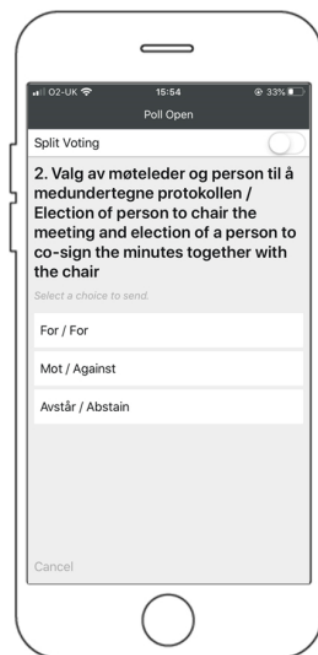 O2-UK 15:54 33%
Poll Open
Split Voting
2. Valg av møteleder og person til å
medundertegne protokollen /
Election of person to chair the
meeting and election of a person to
co-sign the minutes together with
the chair
Select a choice to send.
For / For
Mot / Against
Avstår / Abstain
Cancel